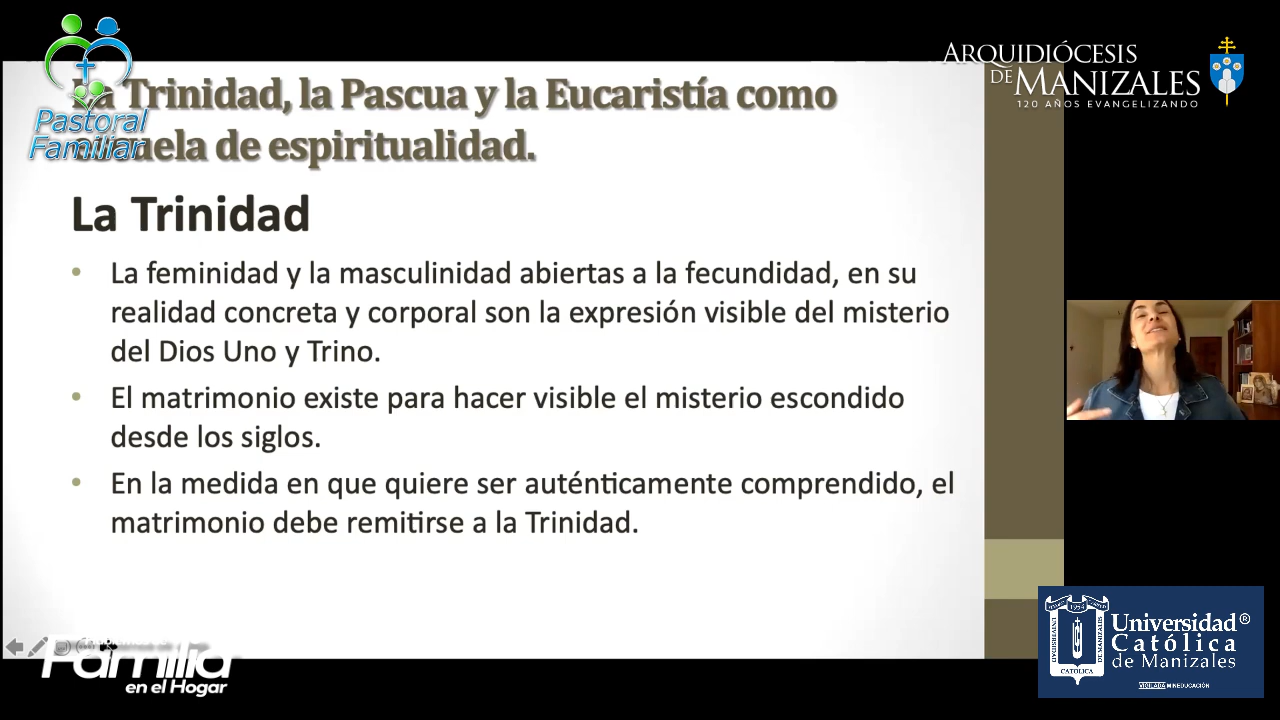 ARQUIDIÓCESIS
DE MANIZALES
120 AÑOS EVANGELIZANDO
Trinidad, la Pascua y la Eucaristía como
de espiritualidad.
Pastoral
Familiar
La Trinidad
• La feminidad y la masculinidad abiertas a la fecundidad, en su
realidad concreta y corporal son la expresión visible del misterio
del Dios Uno y Trino.
• El matrimonio existe para hacer visible el misterio escondido
desde los siglos.
• En la medida en que quiere ser auténticamente comprendido, el
matrimonio debe remitirse a la Trinidad.
Familia
en el Hogar
1954
Universidad®
Católica
de Manizales
VIGILADA MINEDUCACIÓN